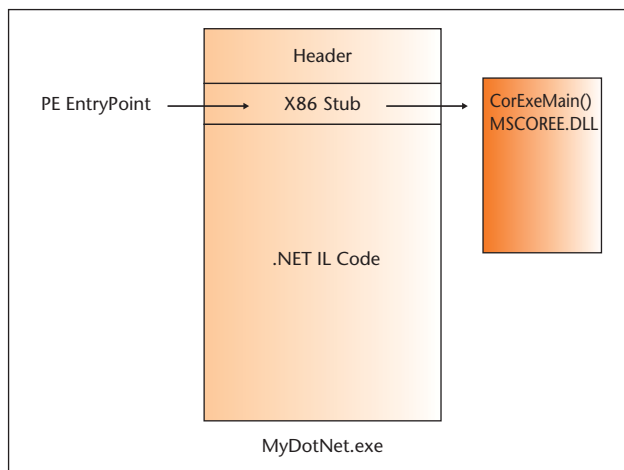 Header
PE EntryPoint
X86 Stub
CorExeMain()
MSCOREE.DLL
.NET IL Code
MyDotNet.exe